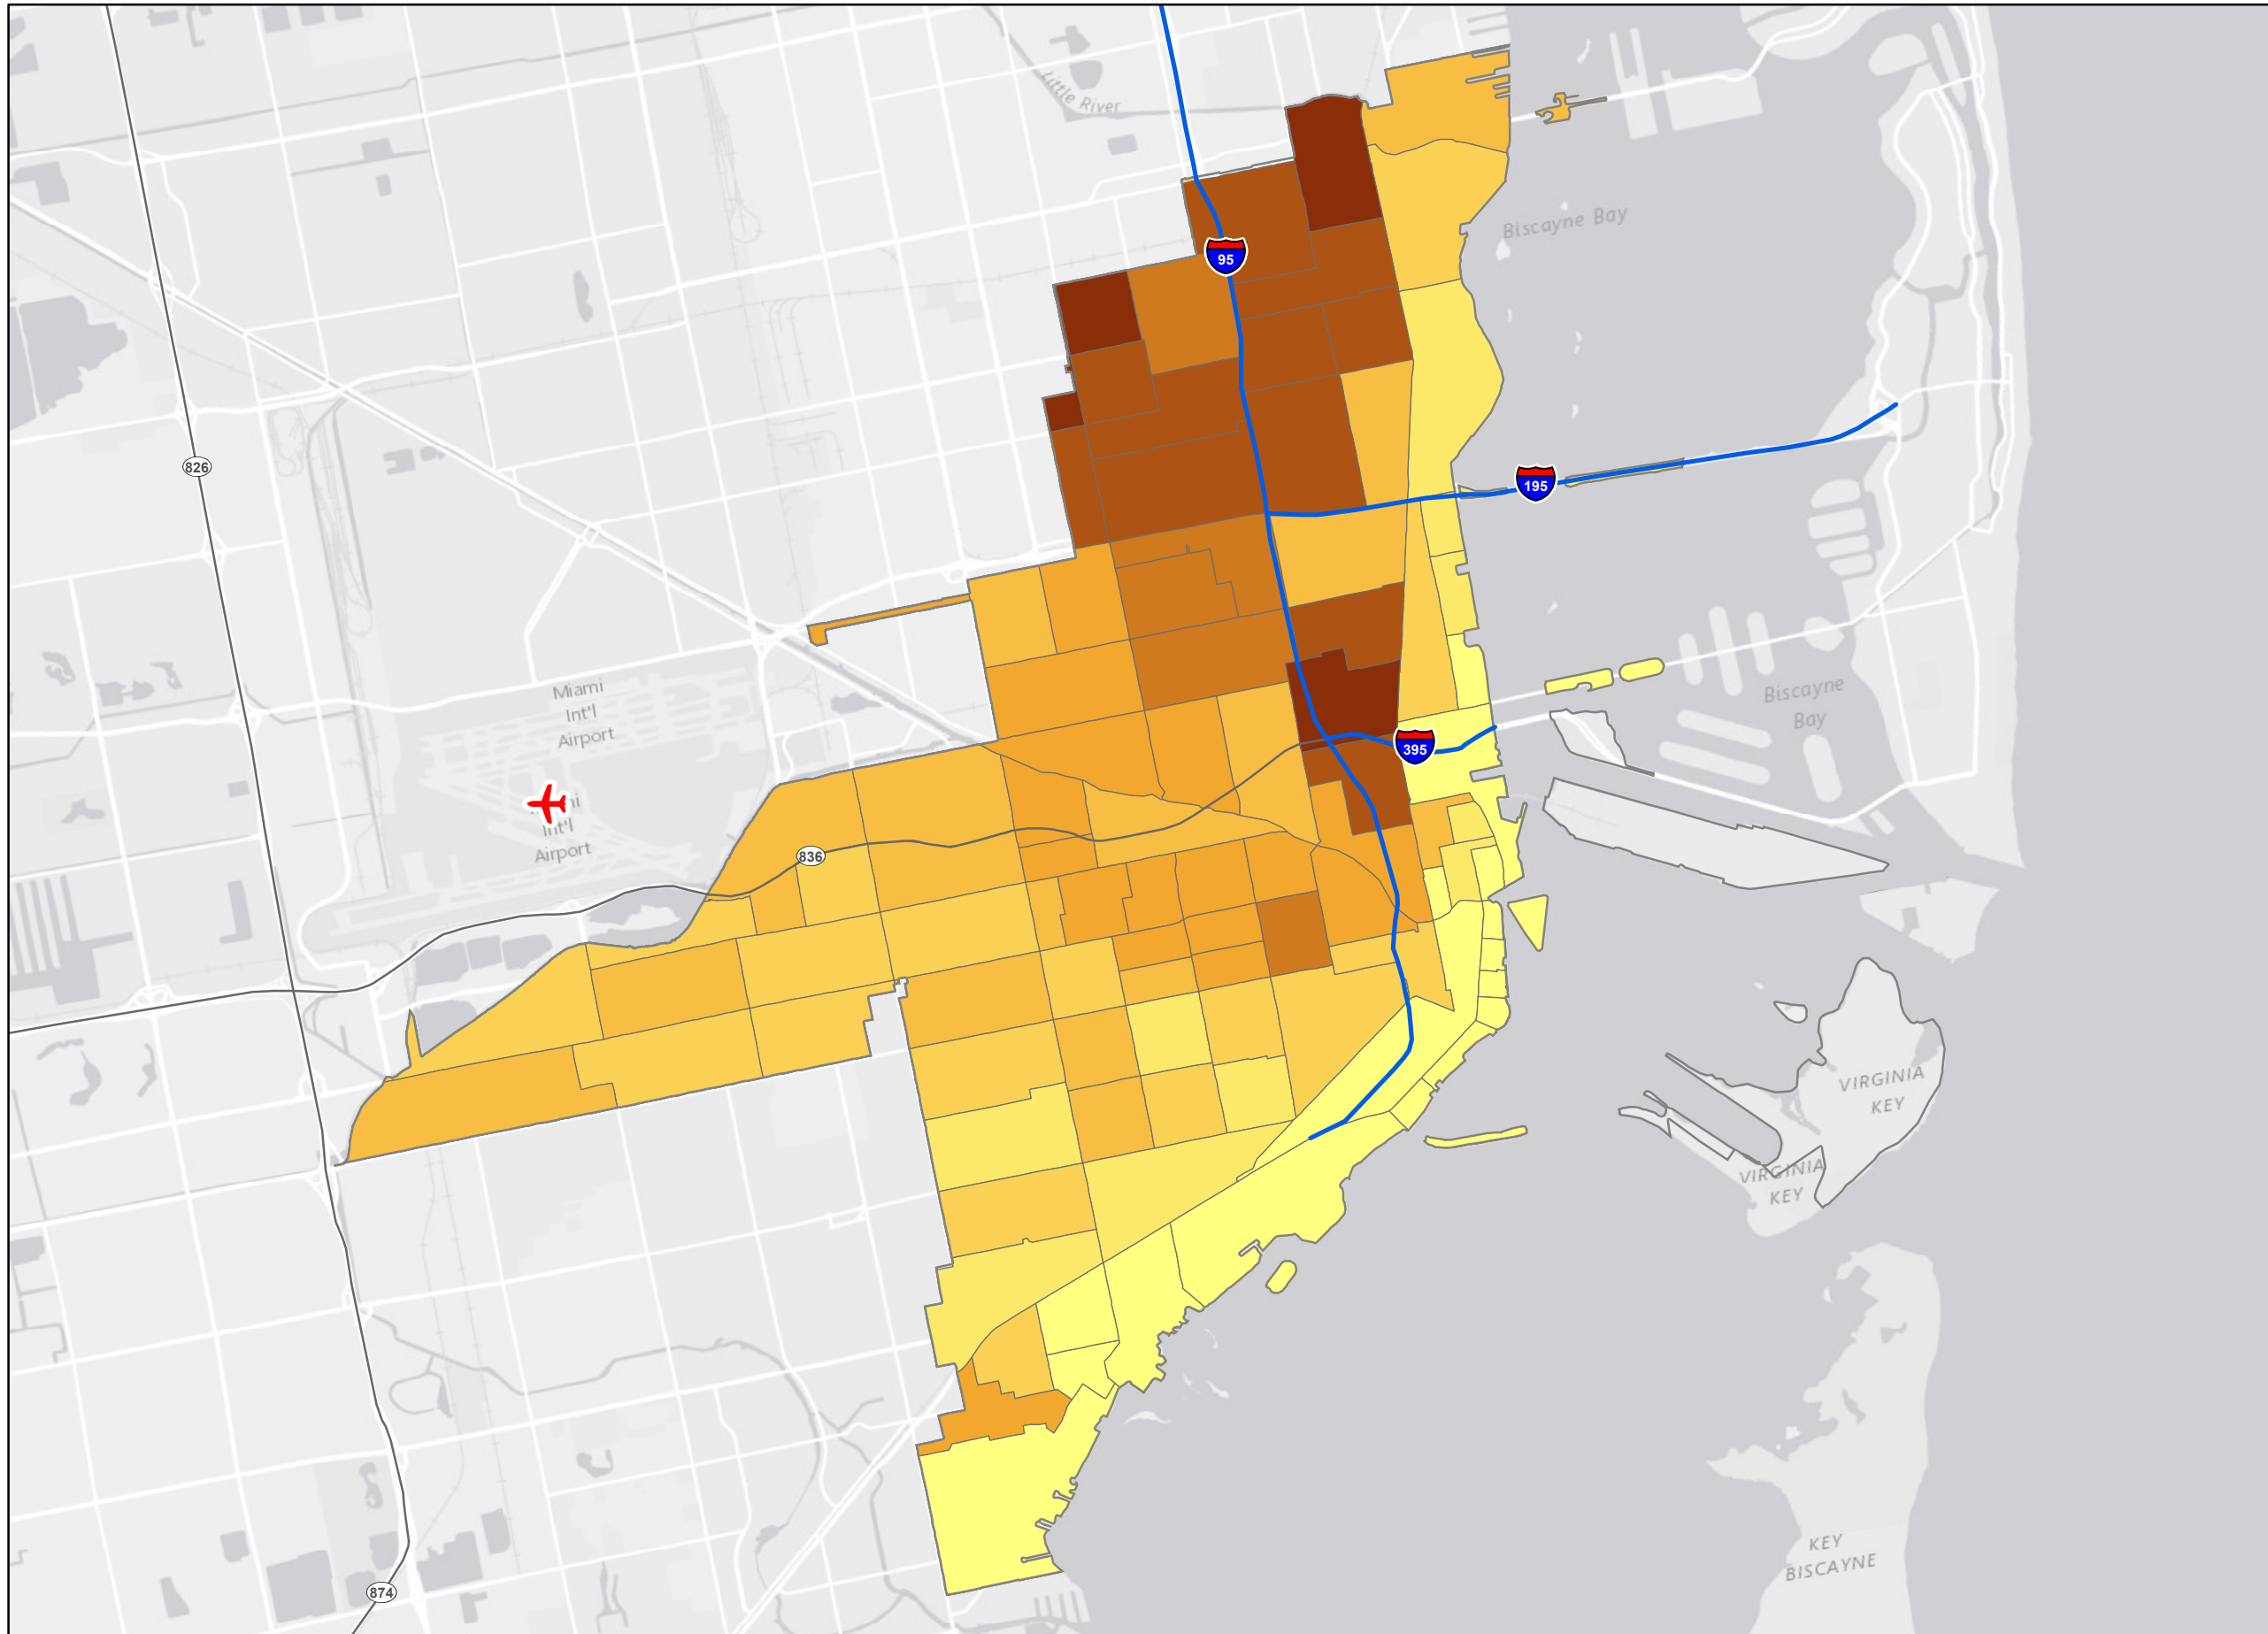 Little River
Biscayne Bay
95
826
195
Miami
Int'l
Airport
Biscayne
Bay
395
Int'l
Airport
836
VIRGINIA
KEY
VIRGINIA
KEY
KEY
BISCAYNE
874